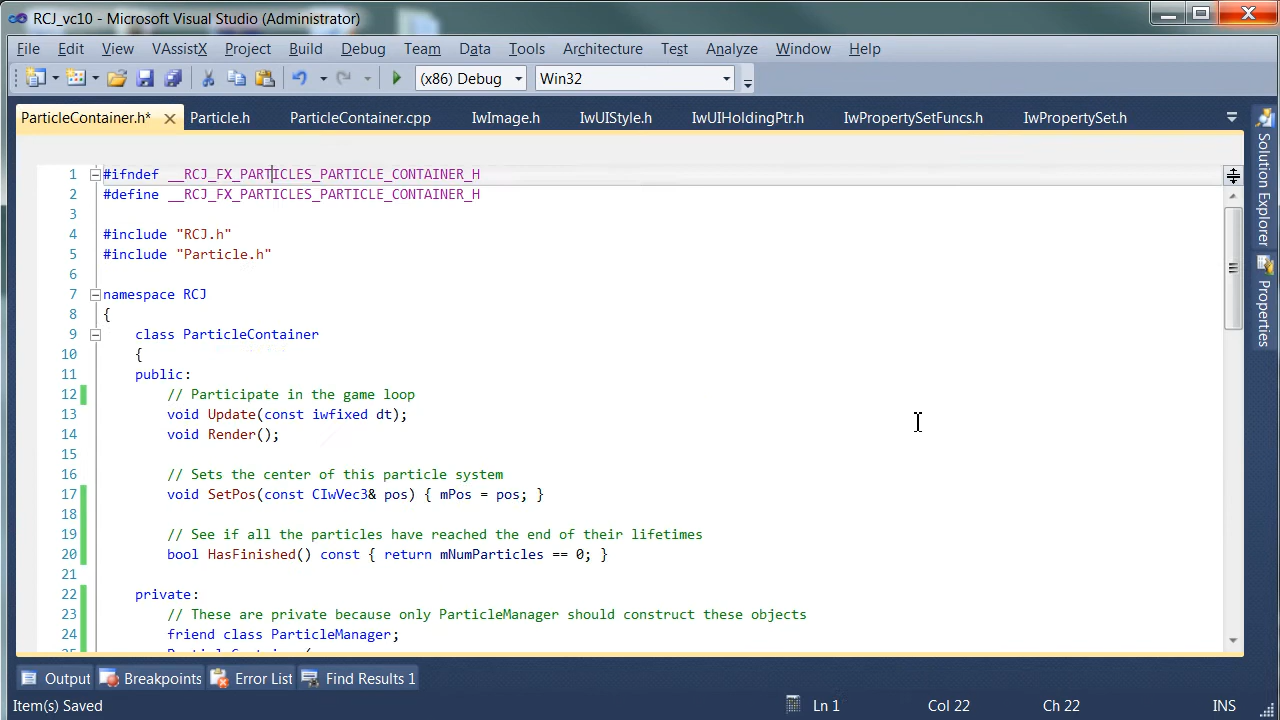 RCJ_vc10 - Microsoft Visual Studio (Administrator)
File Edit View VAssistX Project Build Debug Team Data Tools Architecture Test Analyze Window Help
(x86) Debug Win32
ParticleContainer.h* Particle.h ParticleContainer.cpp IwImage.h IwUIStyle.h IwUIHoldingPtr.h IwPropertySetFuncs.h IwPropertySet.h
1 #ifndef __RCJ_FX_PARTICLES_PARTICLE_CONTAINER_H
2 #define __RCJ_FX_PARTICLES_PARTICLE_CONTAINER_H
3
4 #include "RCJ.h"
5 #include "Particle.h"
6
7 namespace RCJ
8 {
9 class ParticleContainer
10 {
11 public:
12 // Participate in the game loop
13 void Update(const iwfixed dt);
14 void Render();
15
16 // Sets the center of this particle system
17 void SetPos(const CIwVec3& pos) { mPos = pos; }
18
19 // See if all the particles have reached the end of their lifetimes
20 bool HasFinished() const { return mNumParticles == 0; }
21
22 private:
23 // These are private because only ParticleManager should construct these objects
24 friend class ParticleManager;
Solution Explorer
Properties
Output Breakpoints Error List Find Results 1
Item(s) Saved Ln 1 Col 22 Ch 22 INS